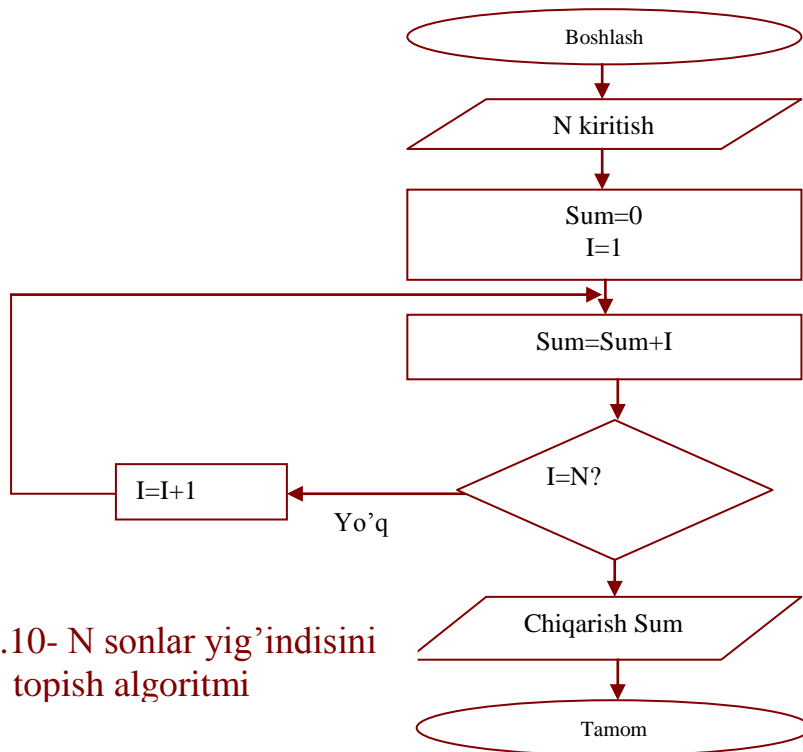 Boshlash
N kiritish
Sum=0
I=1
Sum=Sum+I
I=N?
I=I+1
Yo’q
Chiqarish Sum
.10- N sonlar yig’indisini
topish algoritmi
Tamom